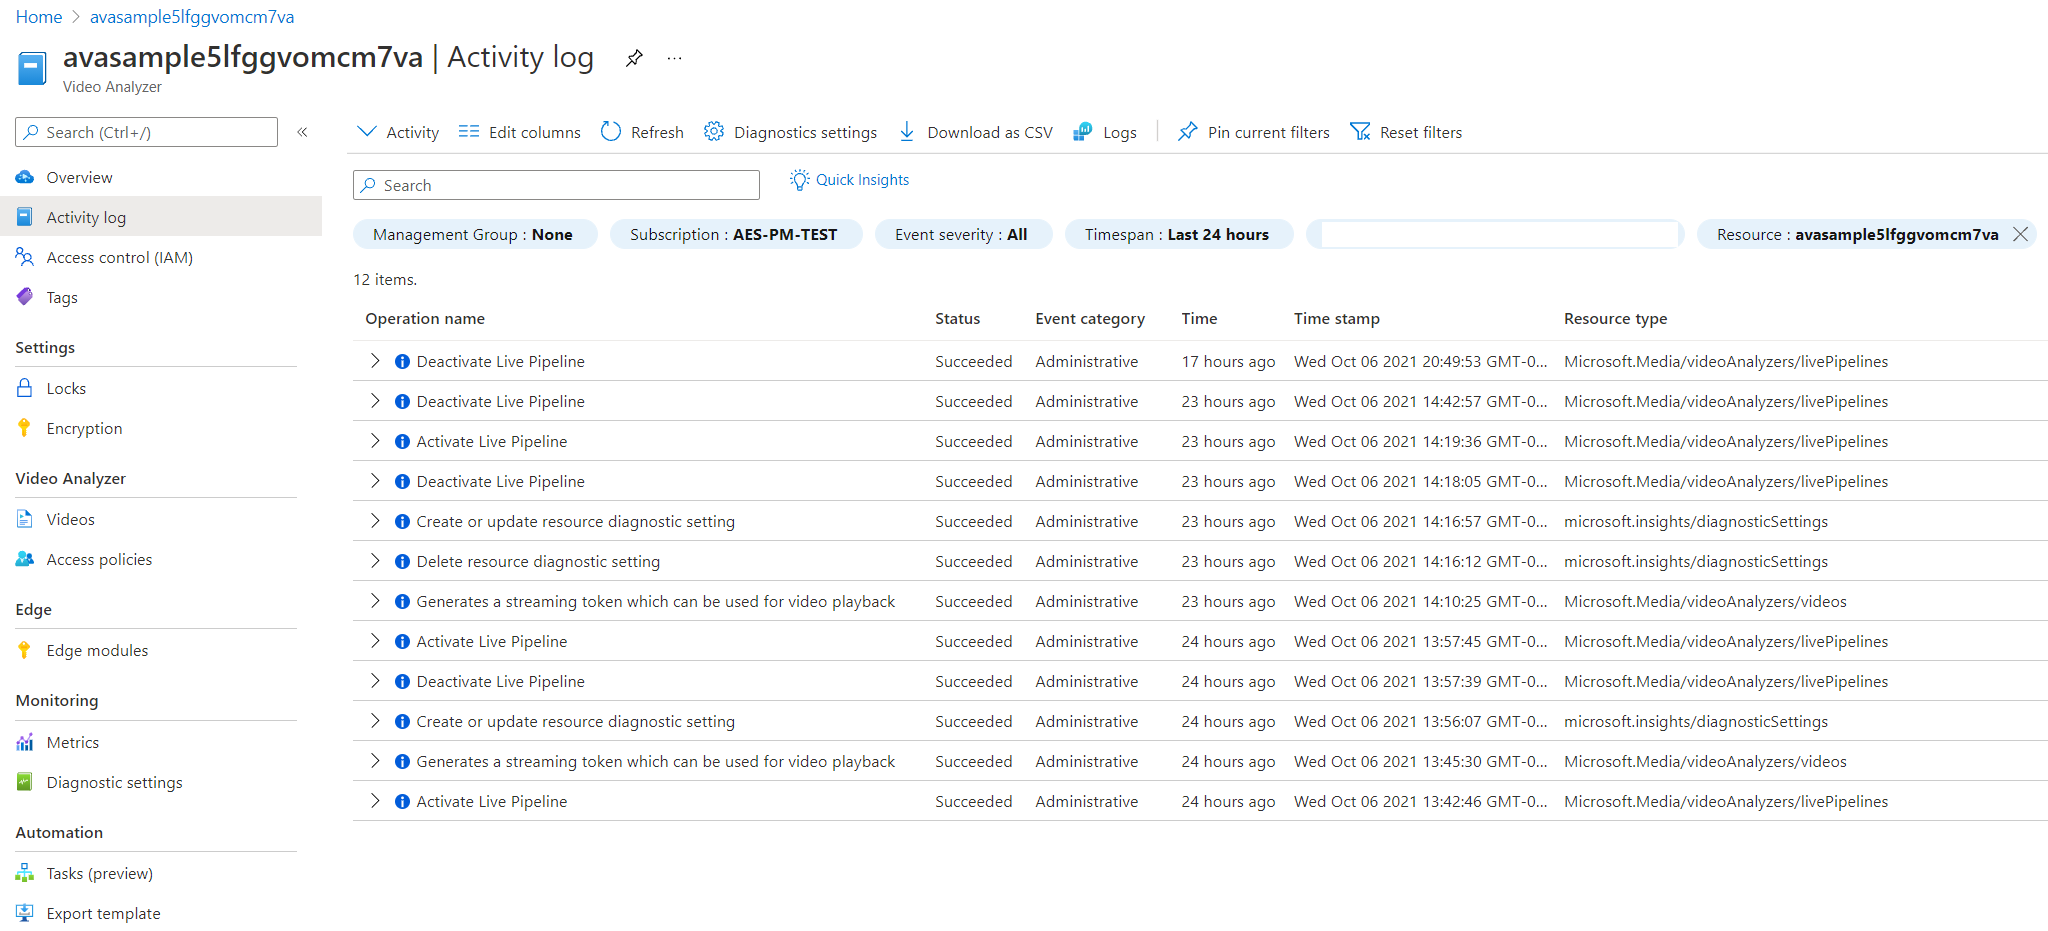 Home > avasample5lfggvomcm7va
avasample5lfggvomcm7va | Activity log ...
Video Analyzer
Search (Ctrl+/) «
Activity Edit columns Refresh Diagnostics settings Download as CSV Logs Pin current filters Reset filters
Search Quick Insights
Management Group : None Subscription : AES-PM-TEST Event severity : All Timespan : Last 24 hours Resource : avasample5lfggvomcm7va
Overview
Activity log
Access control (IAM)
Tags
Settings
Locks
Encryption
Video Analyzer
Videos
Access policies
Edge
Edge modules
Monitoring
Metrics
Diagnostic settings
Automation
Tasks (preview)
Export template
12 items.
Operation name Status Event category Time Time stamp Resource type
Deactivate Live Pipeline Succeeded Administrative 17 hours ago Wed Oct 06 2021 20:49:53 GMT-0... Microsoft.Media/videoAnalyzers/livePipelines
Deactivate Live Pipeline Succeeded Administrative 23 hours ago Wed Oct 06 2021 14:42:57 GMT-0... Microsoft.Media/videoAnalyzers/livePipelines
Activate Live Pipeline Succeeded Administrative 23 hours ago Wed Oct 06 2021 14:19:36 GMT-0... Microsoft.Media/videoAnalyzers/livePipelines
Deactivate Live Pipeline Succeeded Administrative 23 hours ago Wed Oct 06 2021 14:18:05 GMT-0... Microsoft.Media/videoAnalyzers/livePipelines
Create or update resource diagnostic setting Succeeded Administrative 23 hours ago Wed Oct 06 2021 14:16:57 GMT-0... microsoft.insights/diagnosticSettings
Delete resource diagnostic setting Succeeded Administrative 23 hours ago Wed Oct 06 2021 14:16:12 GMT-0... microsoft.insights/diagnosticSettings
Generates a streaming token which can be used for video playback Succeeded Administrative 23 hours ago Wed Oct 06 2021 14:10:25 GMT-0... Microsoft.Media/videoAnalyzers/videos
Activate Live Pipeline Succeeded Administrative 24 hours ago Wed Oct 06 2021 13:57:45 GMT-0... Microsoft.Media/videoAnalyzers/livePipelines
Deactivate Live Pipeline Succeeded Administrative 24 hours ago Wed Oct 06 2021 13:57:39 GMT-0... Microsoft.Media/videoAnalyzers/livePipelines
Create or update resource diagnostic setting Succeeded Administrative 24 hours ago Wed Oct 06 2021 13:56:07 GMT-0... microsoft.insights/diagnosticSettings
Generates a streaming token which can be used for video playback Succeeded Administrative 24 hours ago Wed Oct 06 2021 13:45:30 GMT-0... Microsoft.Media/videoAnalyzers/videos
Activate Live Pipeline Succeeded Administrative 24 hours ago Wed Oct 06 2021 13:42:46 GMT-0... Microsoft.Media/videoAnalyzers/livePipelines